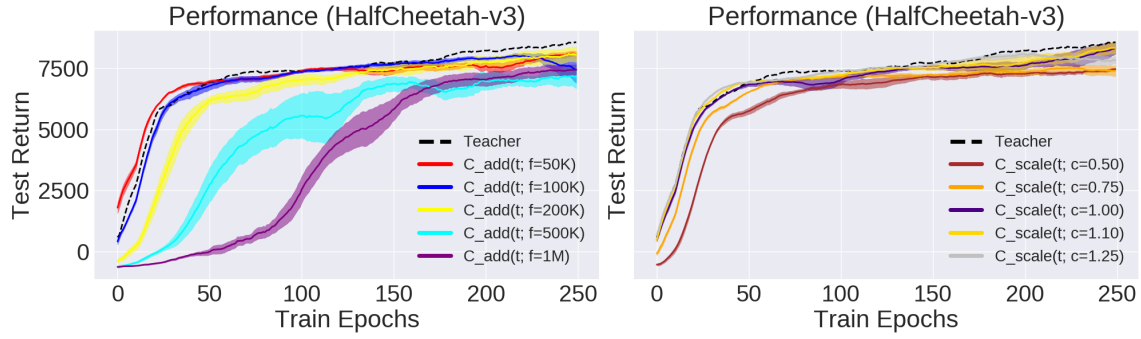 Performance (HalfCheetah-v3)
Test Return
7500
5000
2500
0
Teacher
C_add(t; f=50K)
C_add(t; f=100K)
C_add(t; f=200K)
C_add(t; f=500K)
C_add(t; f=1M)
0 50 100 150 200 250
Train Epochs
Performance (HalfCheetah-v3)
Test Return
Teacher
C_scale(t; c=0.50)
C_scale(t; c=0.75)
C_scale(t; c=1.00)
C_scale(t; c=1.10)
C_scale(t; c=1.25)
0 50 100 150 200 250
Train Epochs